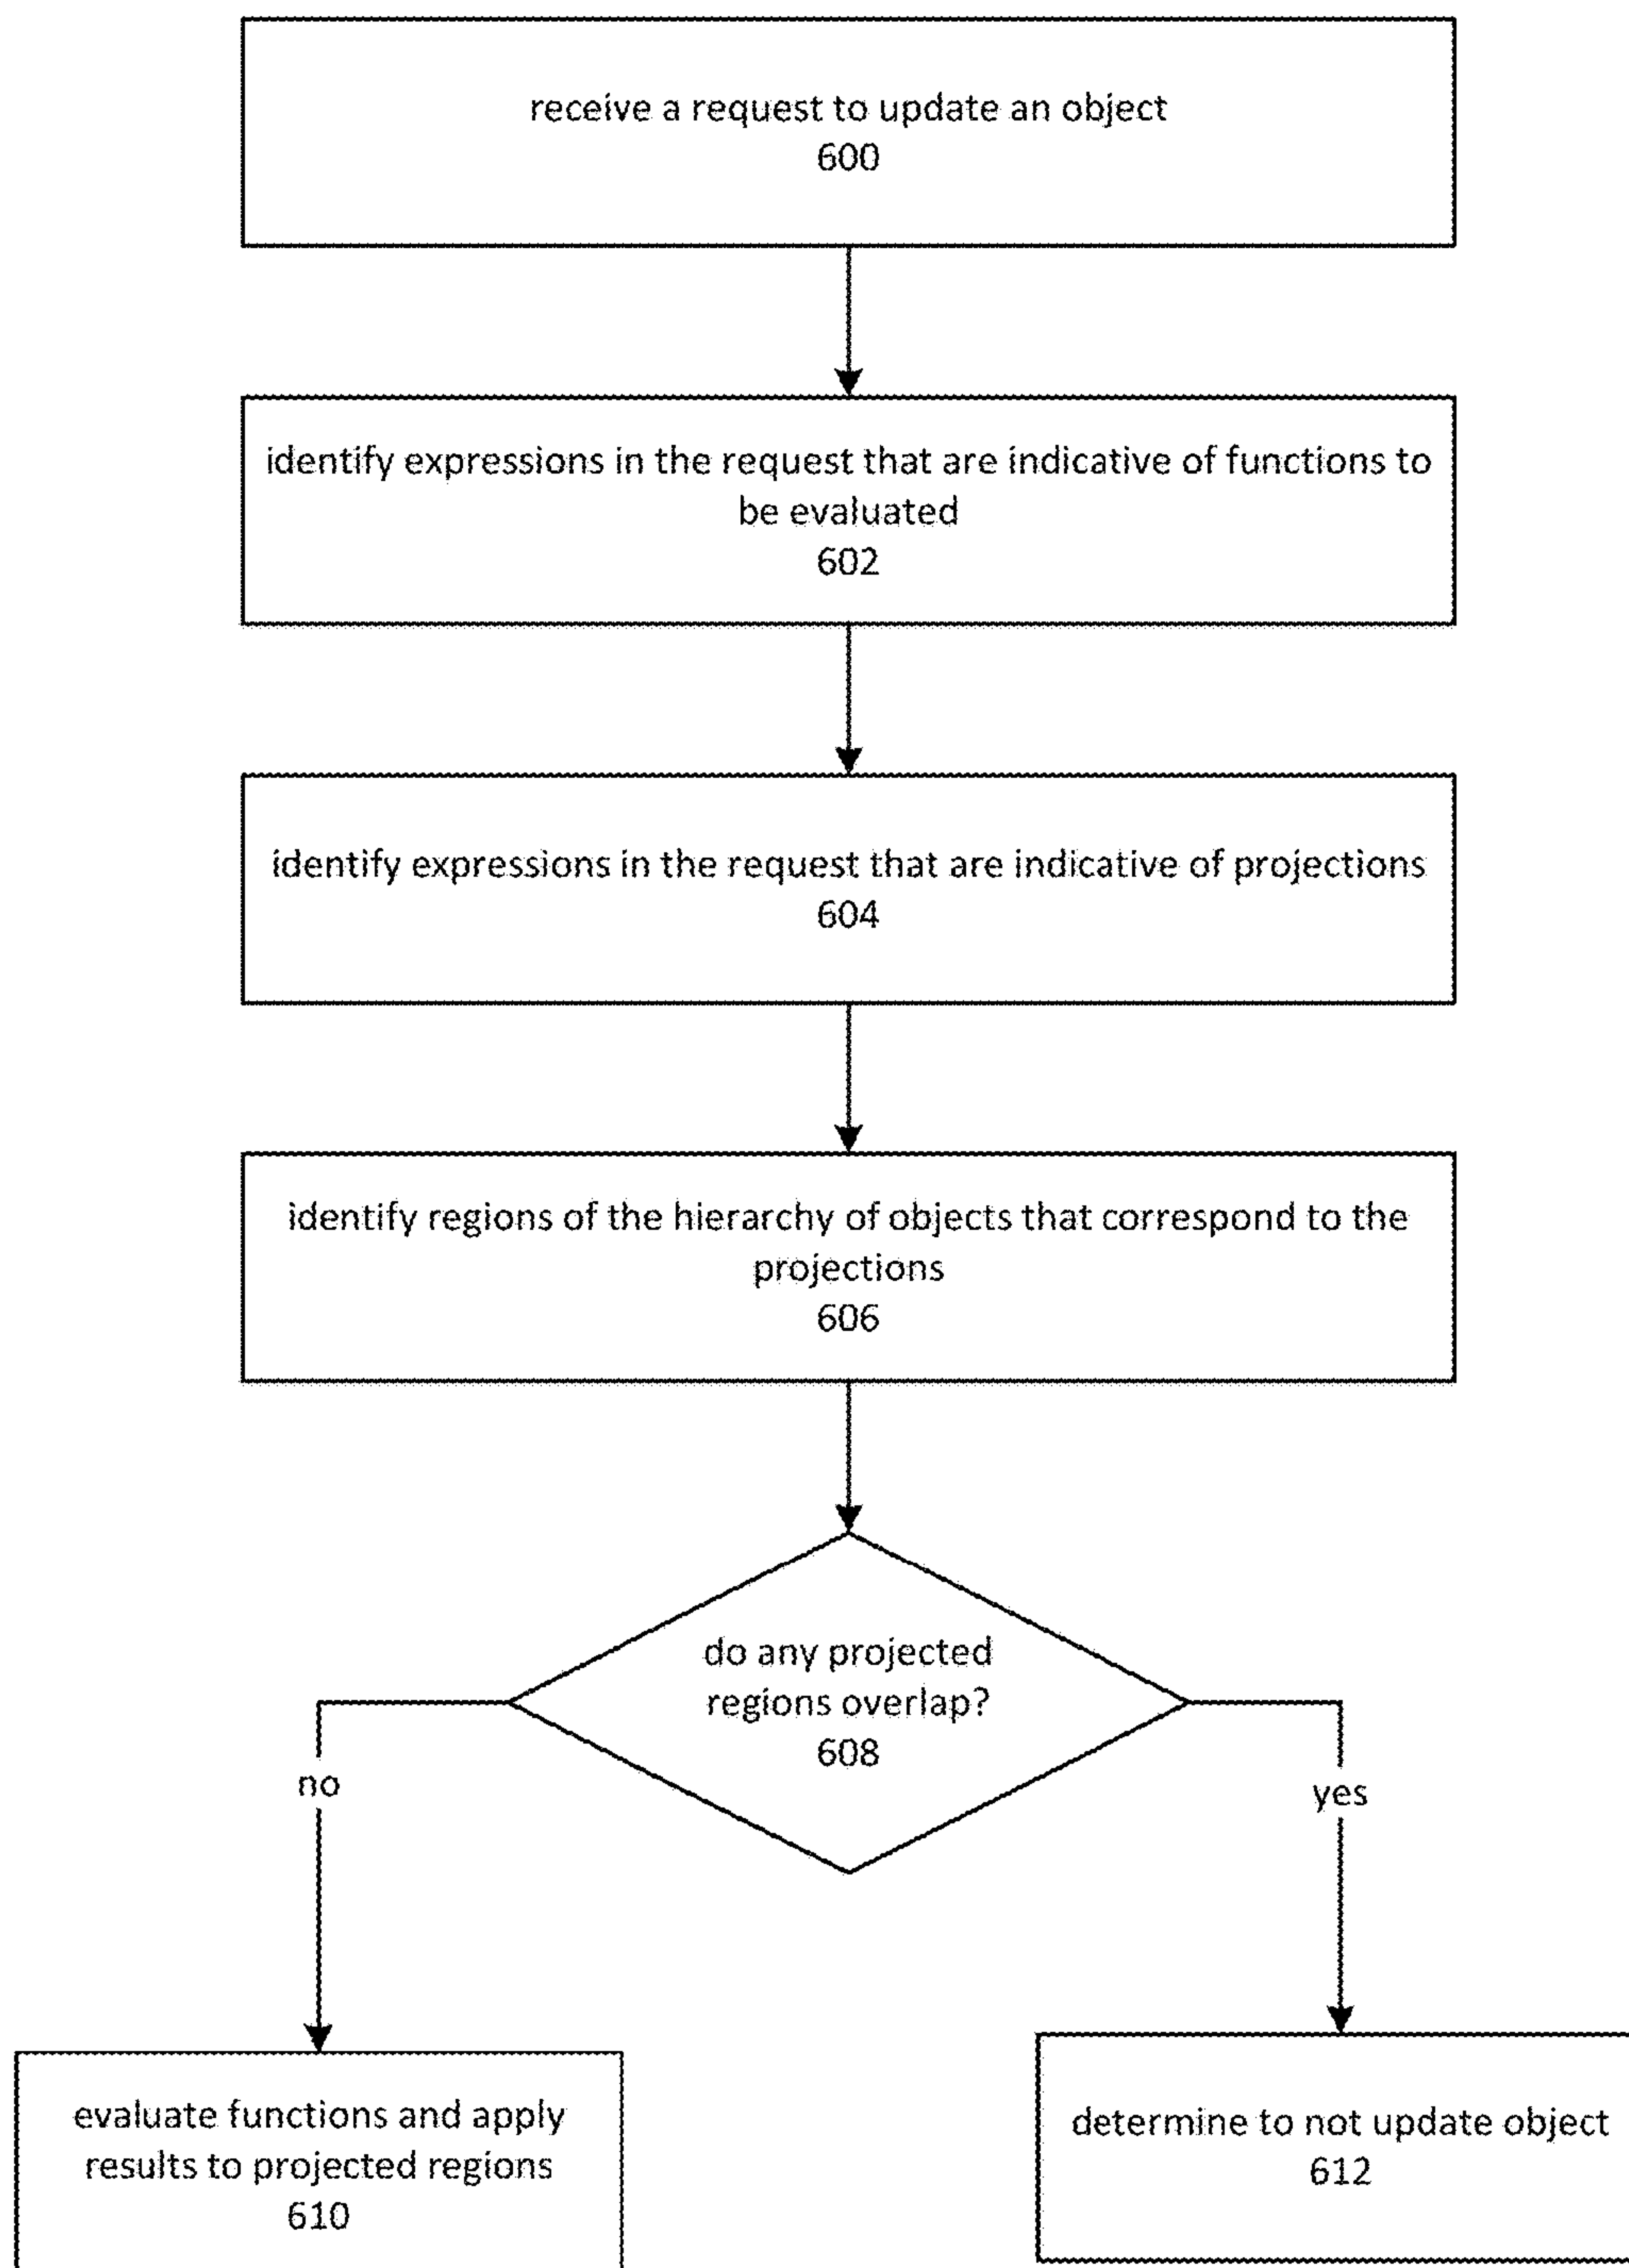 receive a request to update an object
600
identify expressions in the request that are indicative of functions to
be evaluated
602
identify expressions in the request that are indicative of projections
604
identify regions of the hierarchy of objects that correspond to the
projections
606
do any projected
regions overlap?
608
no
yes
evaluate functions and apply
results to projected regions
610
determine to not update object
612